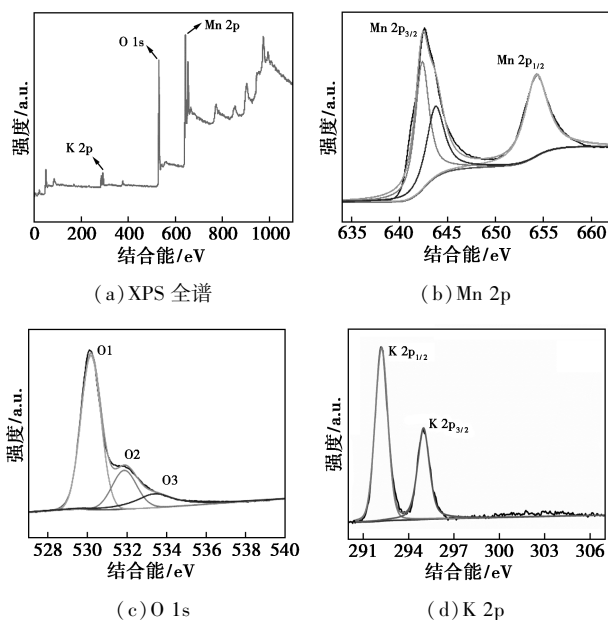 Mn 2p
O 1s
K 2p
强度/a.u.
0 200 400 600 800 1000
结合能/eV
(a)XPS 全谱
Mn 2p3/2
Mn 2p1/2
强度/a.u.
635 640 645 650 655 660
结合能/eV
(b)Mn 2p
O1
O2
O3
强度/a.u.
528 530 532 534 536 538 540
结合能/eV
(c)O 1s
K 2p1/2
K 2p3/2
强度/a.u.
291 294 297 300 303 306
结合能/eV
(d)K 2p